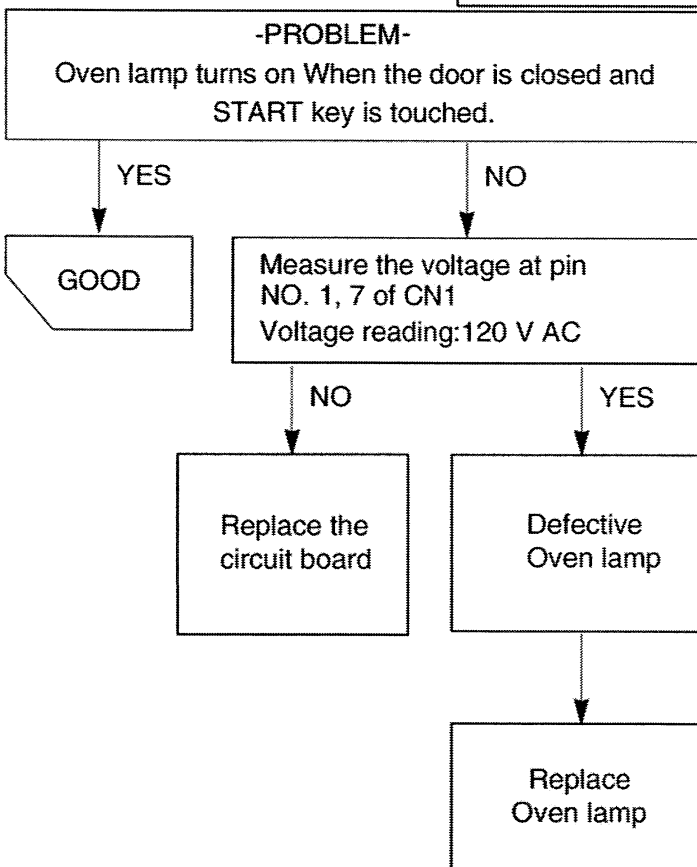 -PROBLEM-
Oven lamp turns on When the door is closed and
START key is touched.
YES
NO
GOOD
Measure the voltage at pin
NO. 1, 7 of CN1
Voltage reading:120 V AC
NO
YES
Replace the
circuit board
Defective
Oven lamp
Replace
Oven lamp